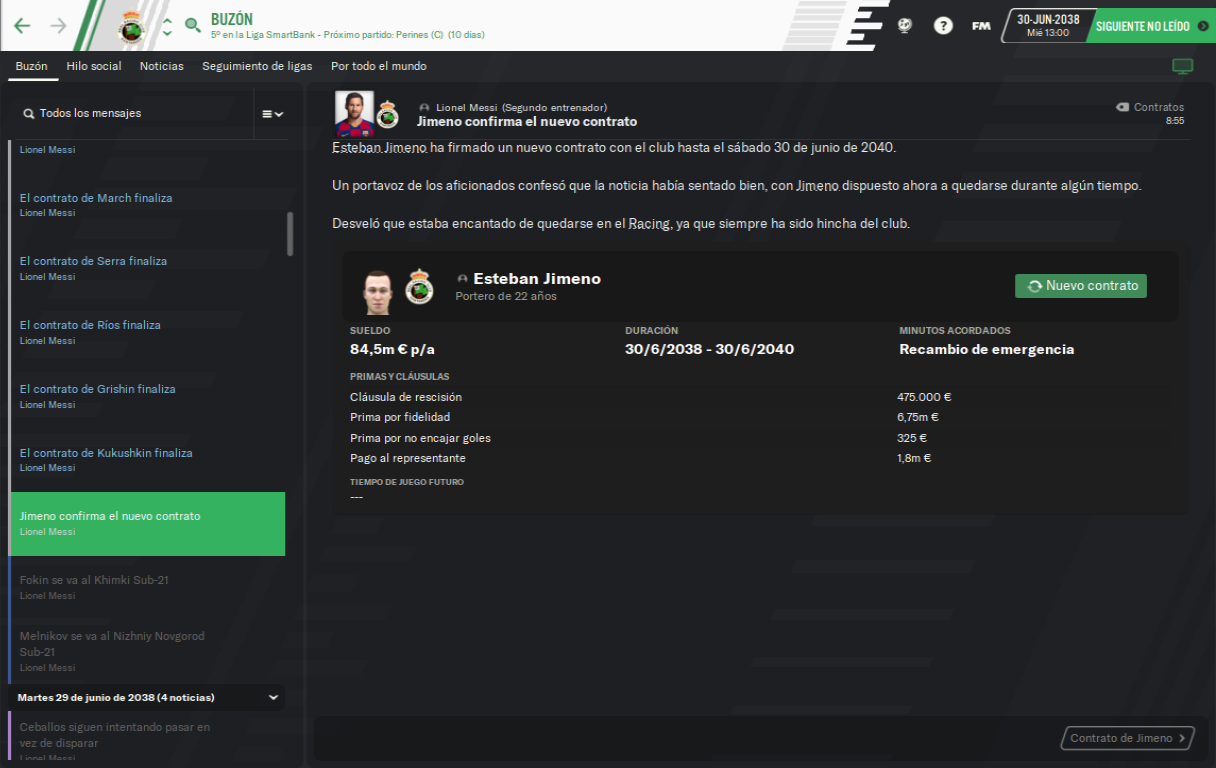 BUZÓN
5º en la Liga SmartBank - Próximo partido: Perines (C) (10 días)
?
FM
30-JUN-2038
Mié 13:00
SIGUIENTE NO LEÍDO
Buzón
Hilo social
Noticias
Seguimiento de ligas
Por todo el mundo
Todos los mensajes
Lionel Messi
El contrato de March finaliza
Lionel Messi
El contrato de Serra finaliza
Lionel Messi
El contrato de Ríos finaliza
Lionel Messi
El contrato de Grishin finaliza
Lionel Messi
El contrato de Kukushkin finaliza
Lionel Messi
Jimeno confirma el nuevo contrato
Lionel Messi
Fokin se va al Khimki Sub-21
Lionel Messi
Melnikov se va al Nizhniy Novgorod
Sub-21
Lionel Messi
Martes 29 de junio de 2038 (4 noticias)
Ceballos siguen intentando pasar en
vez de disparar
Lionel Messi
Lionel Messi (Segundo entrenador)
Jimeno confirma el nuevo contrato
Contratos
8:55
Esteban Jimeno ha firmado un nuevo contrato con el club hasta el sábado 30 de junio de 2040.
Un portavoz de los aficionados confesó que la noticia había sentado bien, con Jimeno dispuesto ahora a quedarse durante algún tiempo.
Desveló que estaba encantado de quedarse en el Racing, ya que siempre ha sido hincha del club.
Esteban Jimeno
Portero de 22 años
Nuevo contrato
SUELDO
DURACIÓN
MINUTOS ACORDADOS
84,5m € p/a
30/6/2038 - 30/6/2040
Recambio de emergencia
PRIMAS Y CLÁUSULAS
Cláusula de rescisión 475.000 €
Prima por fidelidad 6,75m €
Prima por no encajar goles 325 €
Pago al representante 1,8m €
TIEMPO DE JUEGO FUTURO
---
Contrato de Jimeno